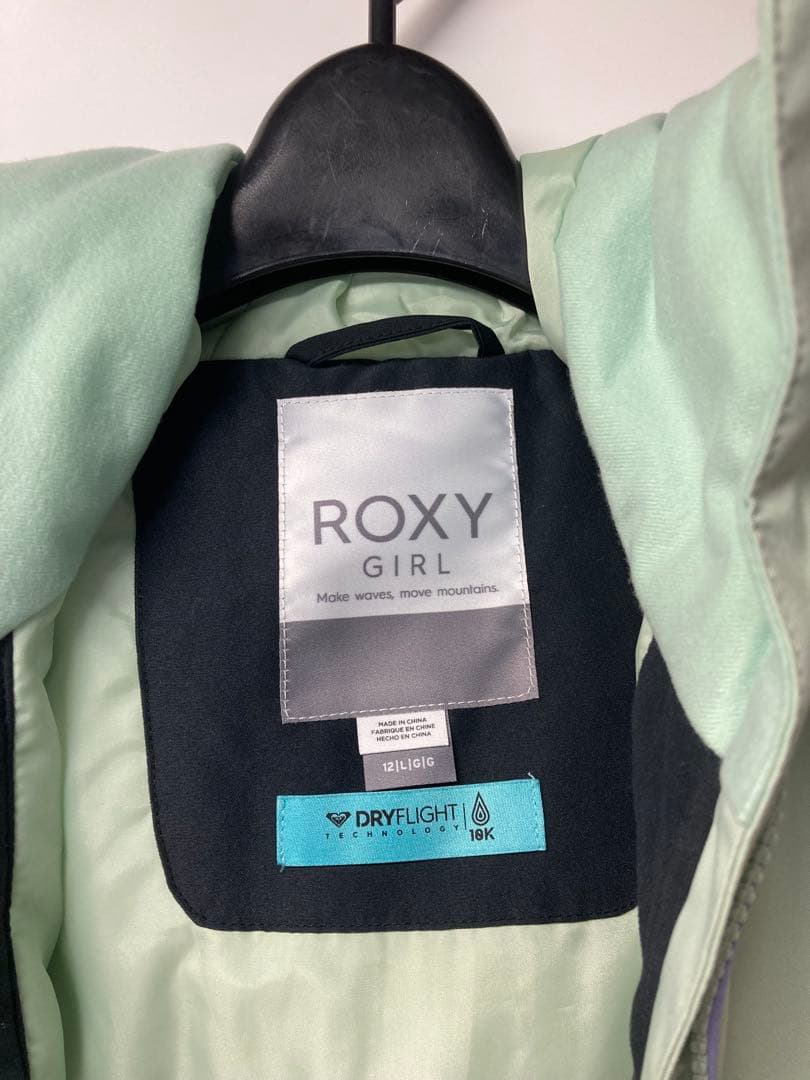 ROXY
GIRL
Make waves, move mountains.
MADE IN CHINA
FABRIQUE EN CHINE
HECHO EN CHINA
12|L|G|G
DRYFLIGHT
TECHNOLOGY
10K